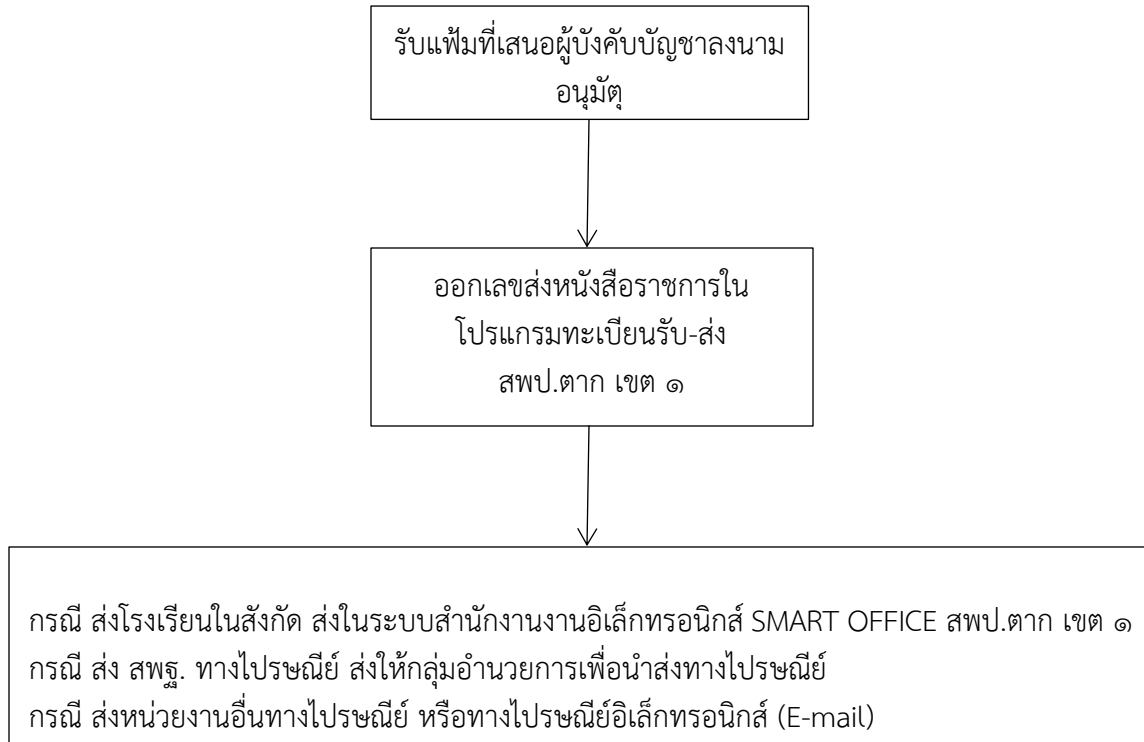 รับแฟ้มที่เสนอผู้บังคับบัญชาลงนาม
อนุมัตุ
ออกเลขส่งหนังสือราชการใน
โปรแกรมทะเบียนรับ-ส่ง
สพป.ตาก เขต ๑
กรณี ส่งโรงเรียนในสังกัด ส่งในระบบสำนักงานงานอิเล็กทรอนิกส์ SMART OFFICE สพป.ตาก เขต ๑
กรณี ส่ง สพฐ. ทางไปรษณีย์ ส่งให้กลุ่มอำนวยการเพื่อนำส่งทางไปรษณีย์
กรณี ส่งหน่วยงานอื่นทางไปรษณีย์ หรือทางไปรษณีย์อิเล็กทรอนิกส์ (E-mail)